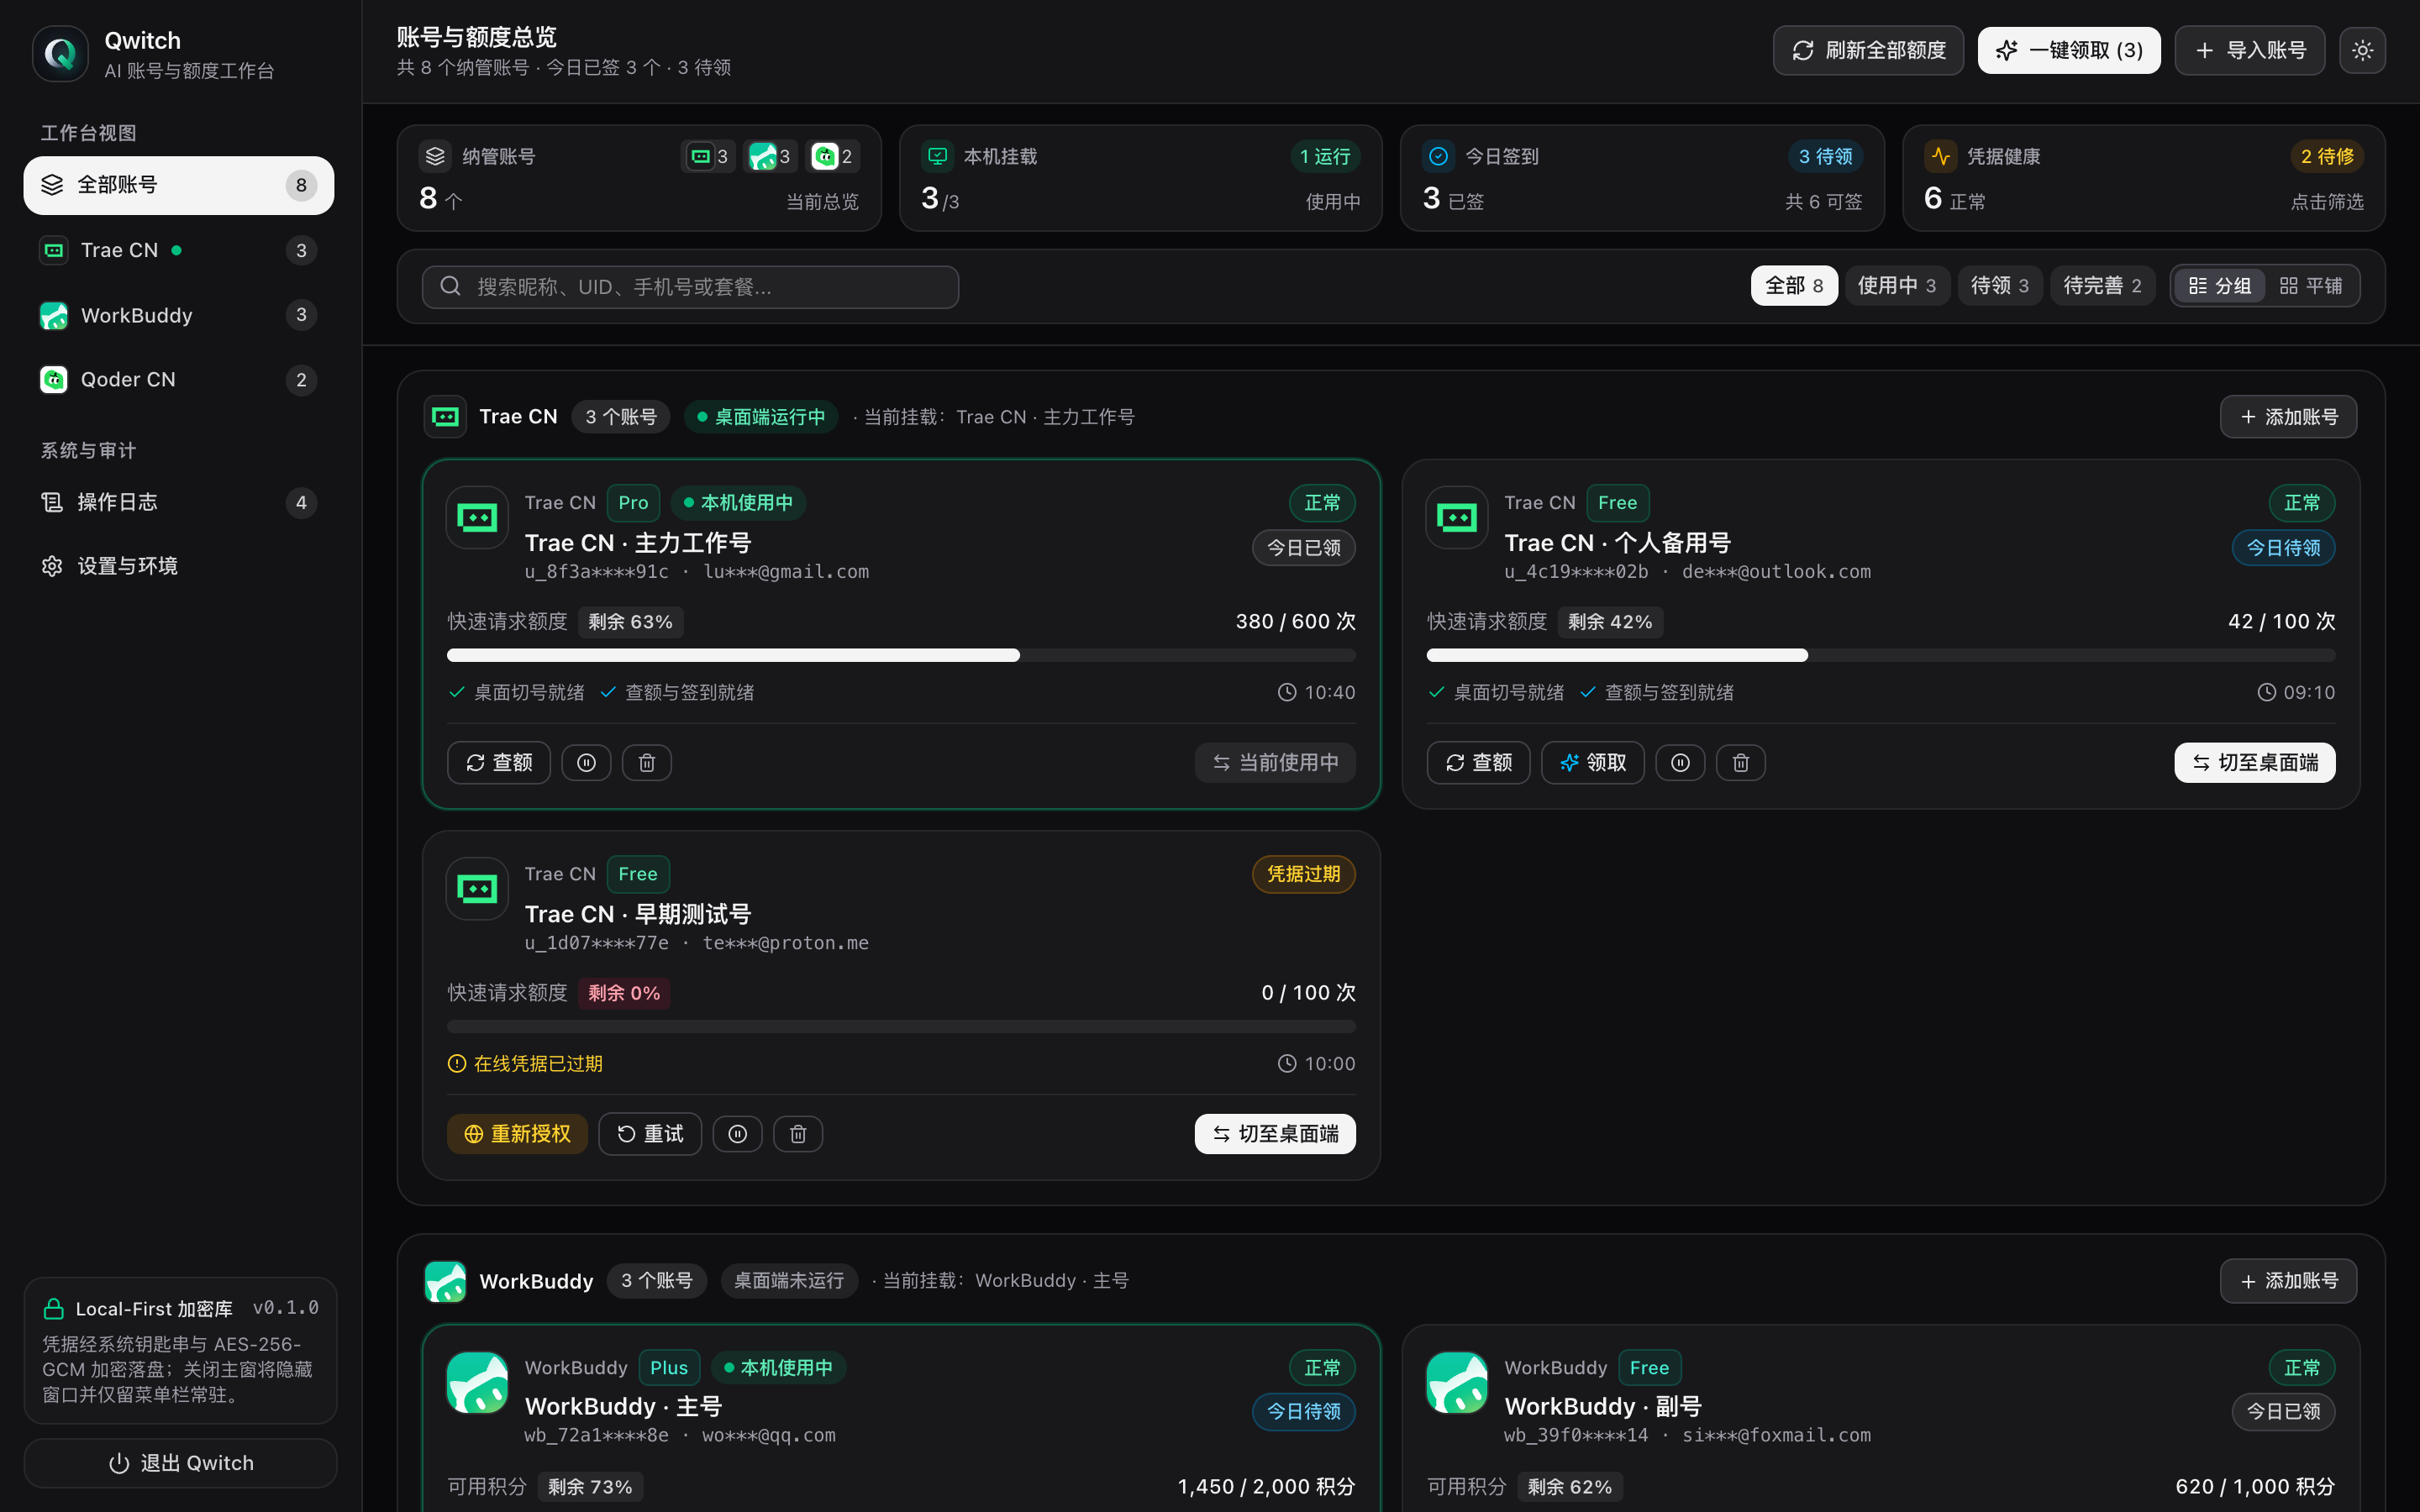 Qwitch
AI 账号与额度工作台
工作台视图
全部账号 8
Trae CN 3
WorkBuddy 3
Qoder CN 2
系统与审计
操作日志 4
设置与环境
Local-First 加密库 v0.1.0
凭据经系统钥匙串与 AES-256-
GCM 加密落盘；关闭主窗将隐藏
窗口并仅留菜单栏常驻。
退出 Qwitch
账号与额度总览
共 8 个纳管账号 · 今日已签 3 个 · 3 待领
刷新全部额度
一键领取 (3)
导入账号
纳管账号 3 3 2
8 个 当前总览
本机挂载 1 运行
3 /3 使用中
今日签到 3 待领
3 已签 共 6 可签
凭据健康 2 待修
6 正常 点击筛选
搜索昵称、UID、手机号或套餐...
全部 8 使用中 3 待领 3 待完善 2 分组 平铺
Trae CN 3 个账号 桌面端运行中 · 当前挂载：Trae CN · 主力工作号 添加账号
Trae CN Pro 本机使用中 正常
Trae CN · 主力工作号 今日已领
u_8f3a****91c · lu***@gmail.com
快速请求额度 剩余 63% 380 / 600 次
桌面切号就绪 查额与签到就绪 10:40
查额 当前使用中
Trae CN Free 正常
Trae CN · 个人备用号 今日待领
u_4c19****02b · de***@outlook.com
快速请求额度 剩余 42% 42 / 100 次
桌面切号就绪 查额与签到就绪 09:10
查额 领取 切至桌面端
Trae CN Free 凭据过期
Trae CN · 早期测试号
u_1d07****77e · te***@proton.me
快速请求额度 剩余 0% 0 / 100 次
在线凭据已过期 10:00
重新授权 重试 切至桌面端
WorkBuddy 3 个账号 桌面端未运行 · 当前挂载：WorkBuddy · 主号 添加账号
WorkBuddy Plus 本机使用中 正常
WorkBuddy · 主号 今日待领
wb_72a1****8e · wo***@qq.com
可用积分 剩余 73% 1,450 / 2,000 积分
WorkBuddy Free 正常
WorkBuddy · 副号 今日已领
wb_39f0****14 · si***@foxmail.com
可用积分 剩余 62% 620 / 1,000 积分